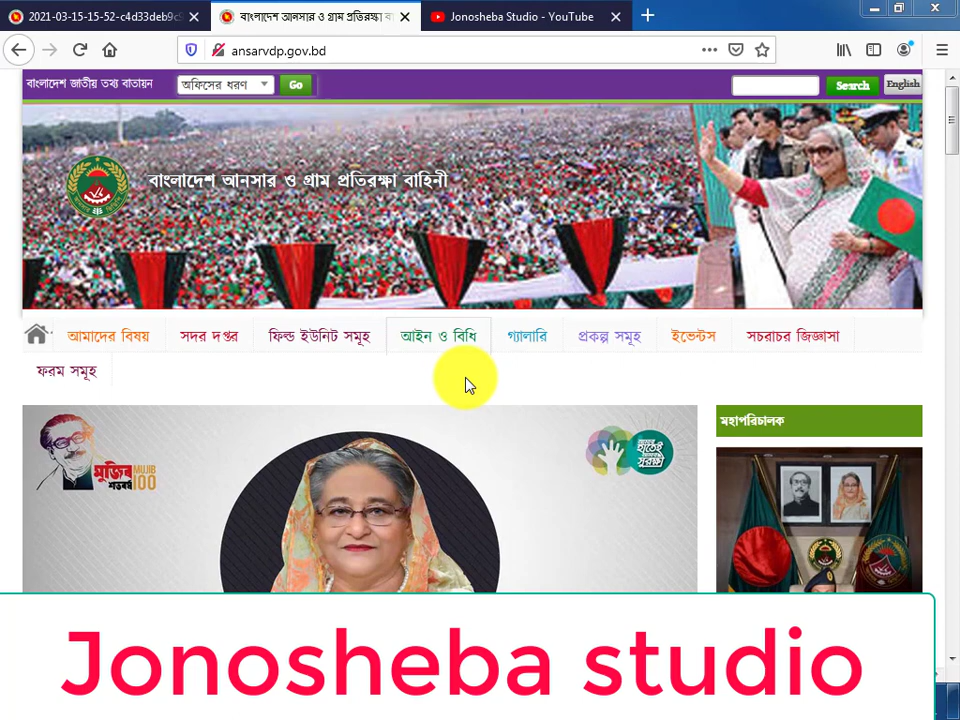 2021-03-15-15-52-c4d33deb9c
বাংলাদেশ আনসার ও গ্রাম প্রতিরক্ষা ব
Jonosheba Studio - YouTube
ansarvdp.gov.bd
বাংলাদেশ জাতীয় তথ্য বাতায়ন
অফিসের ধরণ
Go
Search
English
বাংলাদেশ আনসার ও গ্রাম প্রতিরক্ষা বাহিনী
আমাদের বিষয়
সদর দপ্তর
ফিল্ড ইউনিট সমূহ
আইন ও বিধি
গ্যালারি
প্রকল্প সমূহ
ইভেন্টস
সচরাচর জিজ্ঞাসা
ফরম সমূহ
মুজিব
শতবর্ষ
MUJIB
100
মহাপরিচালক
Jonosheba studio